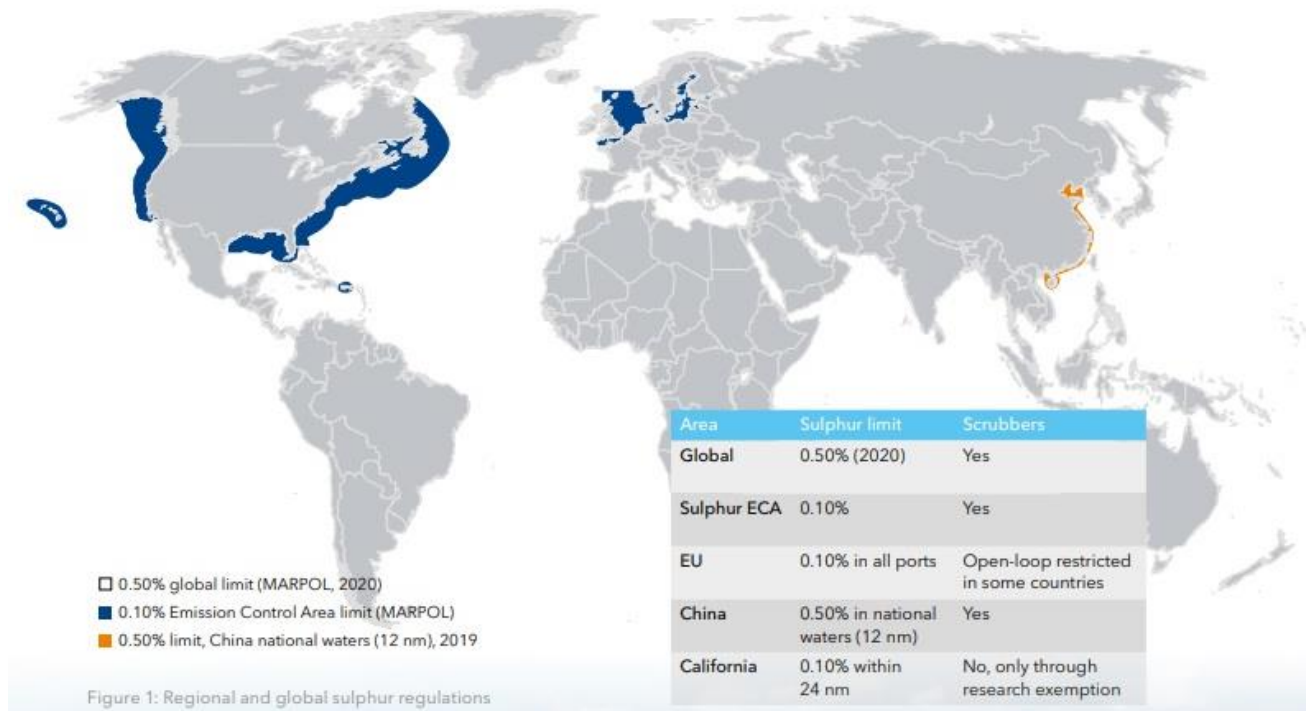 Area Sulphur limit Scrubbers
Global 0.50% (2020) Yes
Sulphur ECA 0.10% Yes
EU 0.10% in all ports Open-loop restricted
in some countries
China 0.50% in national Yes
waters (12 nm)
California 0.10% within No, only through
24 nm research exemption
0.50% global limit (MARPOL, 2020)
0.10% Emission Control Area limit (MARPOL)
0.50% limit, China national waters (12 nm), 2019
Figure 1: Regional and global sulphur regulations